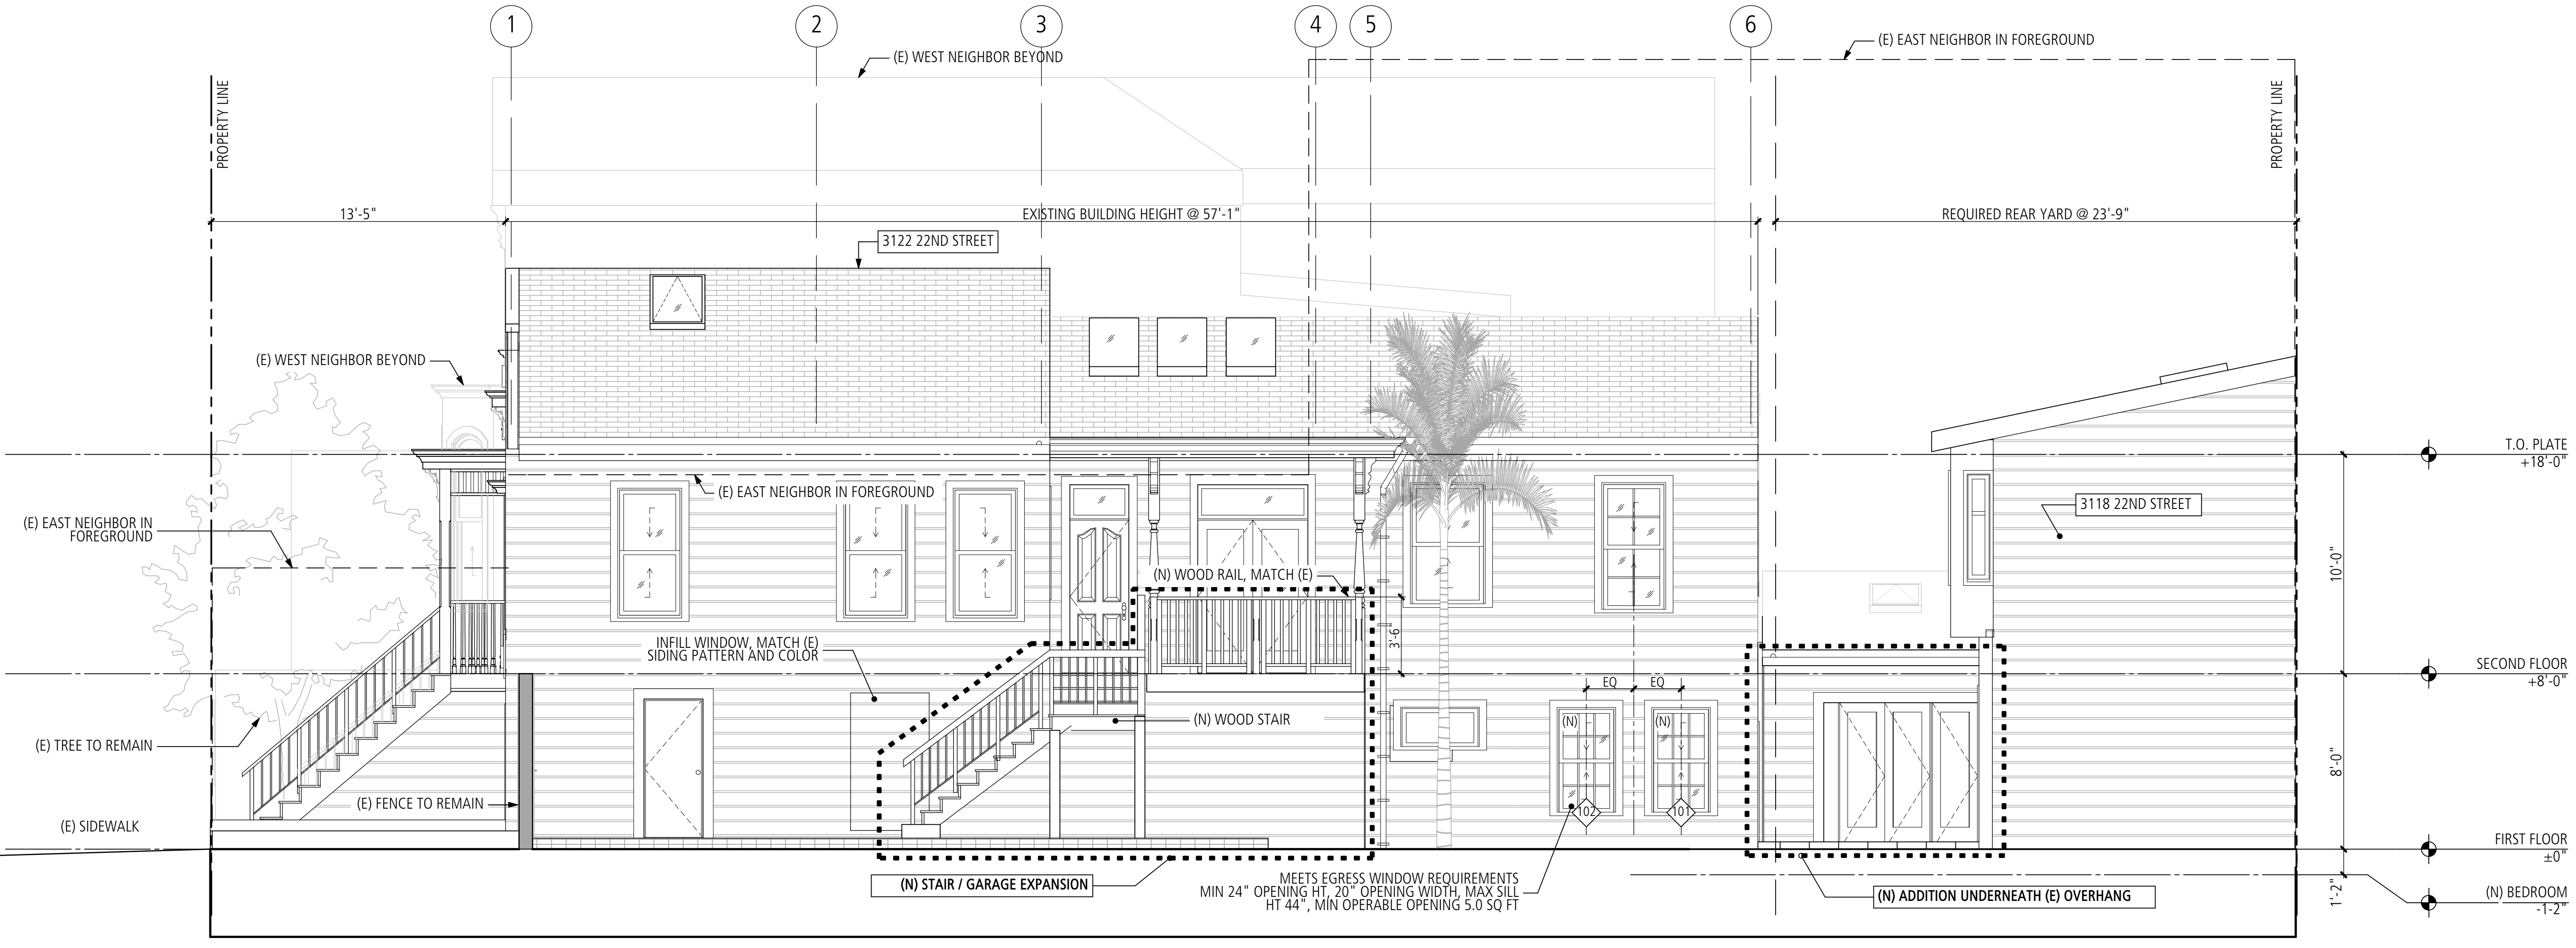 1
2
3
4
5
6
(E) WEST NEIGHBOR BEYOND
(E) EAST NEIGHBOR IN FOREGROUND
PROPERTY LINE
PROPERTY LINE
13'-5"
EXISTING BUILDING HEIGHT @ 57'-1"
REQUIRED REAR YARD @ 23'-9"
3122 22ND STREET
(E) WEST NEIGHBOR BEYOND
T.O. PLATE
+18'-0"
(E) EAST NEIGHBOR IN FOREGROUND
(E) EAST NEIGHBOR IN
FOREGROUND
3118 22ND STREET
10'-0"
(N) WOOD RAIL, MATCH (E)
3'-6
INFILL WINDOW, MATCH (E)
SIDING PATTERN AND COLOR
SECOND FLOOR
+8'-0"
EQ
EQ
(N) WOOD STAIR
(N)
(N)
(E) TREE TO REMAIN
8'-0"
(E) FENCE TO REMAIN
102
101
(E) SIDEWALK
FIRST FLOOR
±0"
(N) STAIR / GARAGE EXPANSION
MEETS EGRESS WINDOW REQUIREMENTS
MIN 24" OPENING HT, 20" OPENING WIDTH, MAX SILL
HT 44", MIN OPERABLE OPENING 5.0 SQ FT
(N) ADDITION UNDERNEATH (E) OVERHANG
1'-2"
(N) BEDROOM
-1-2"